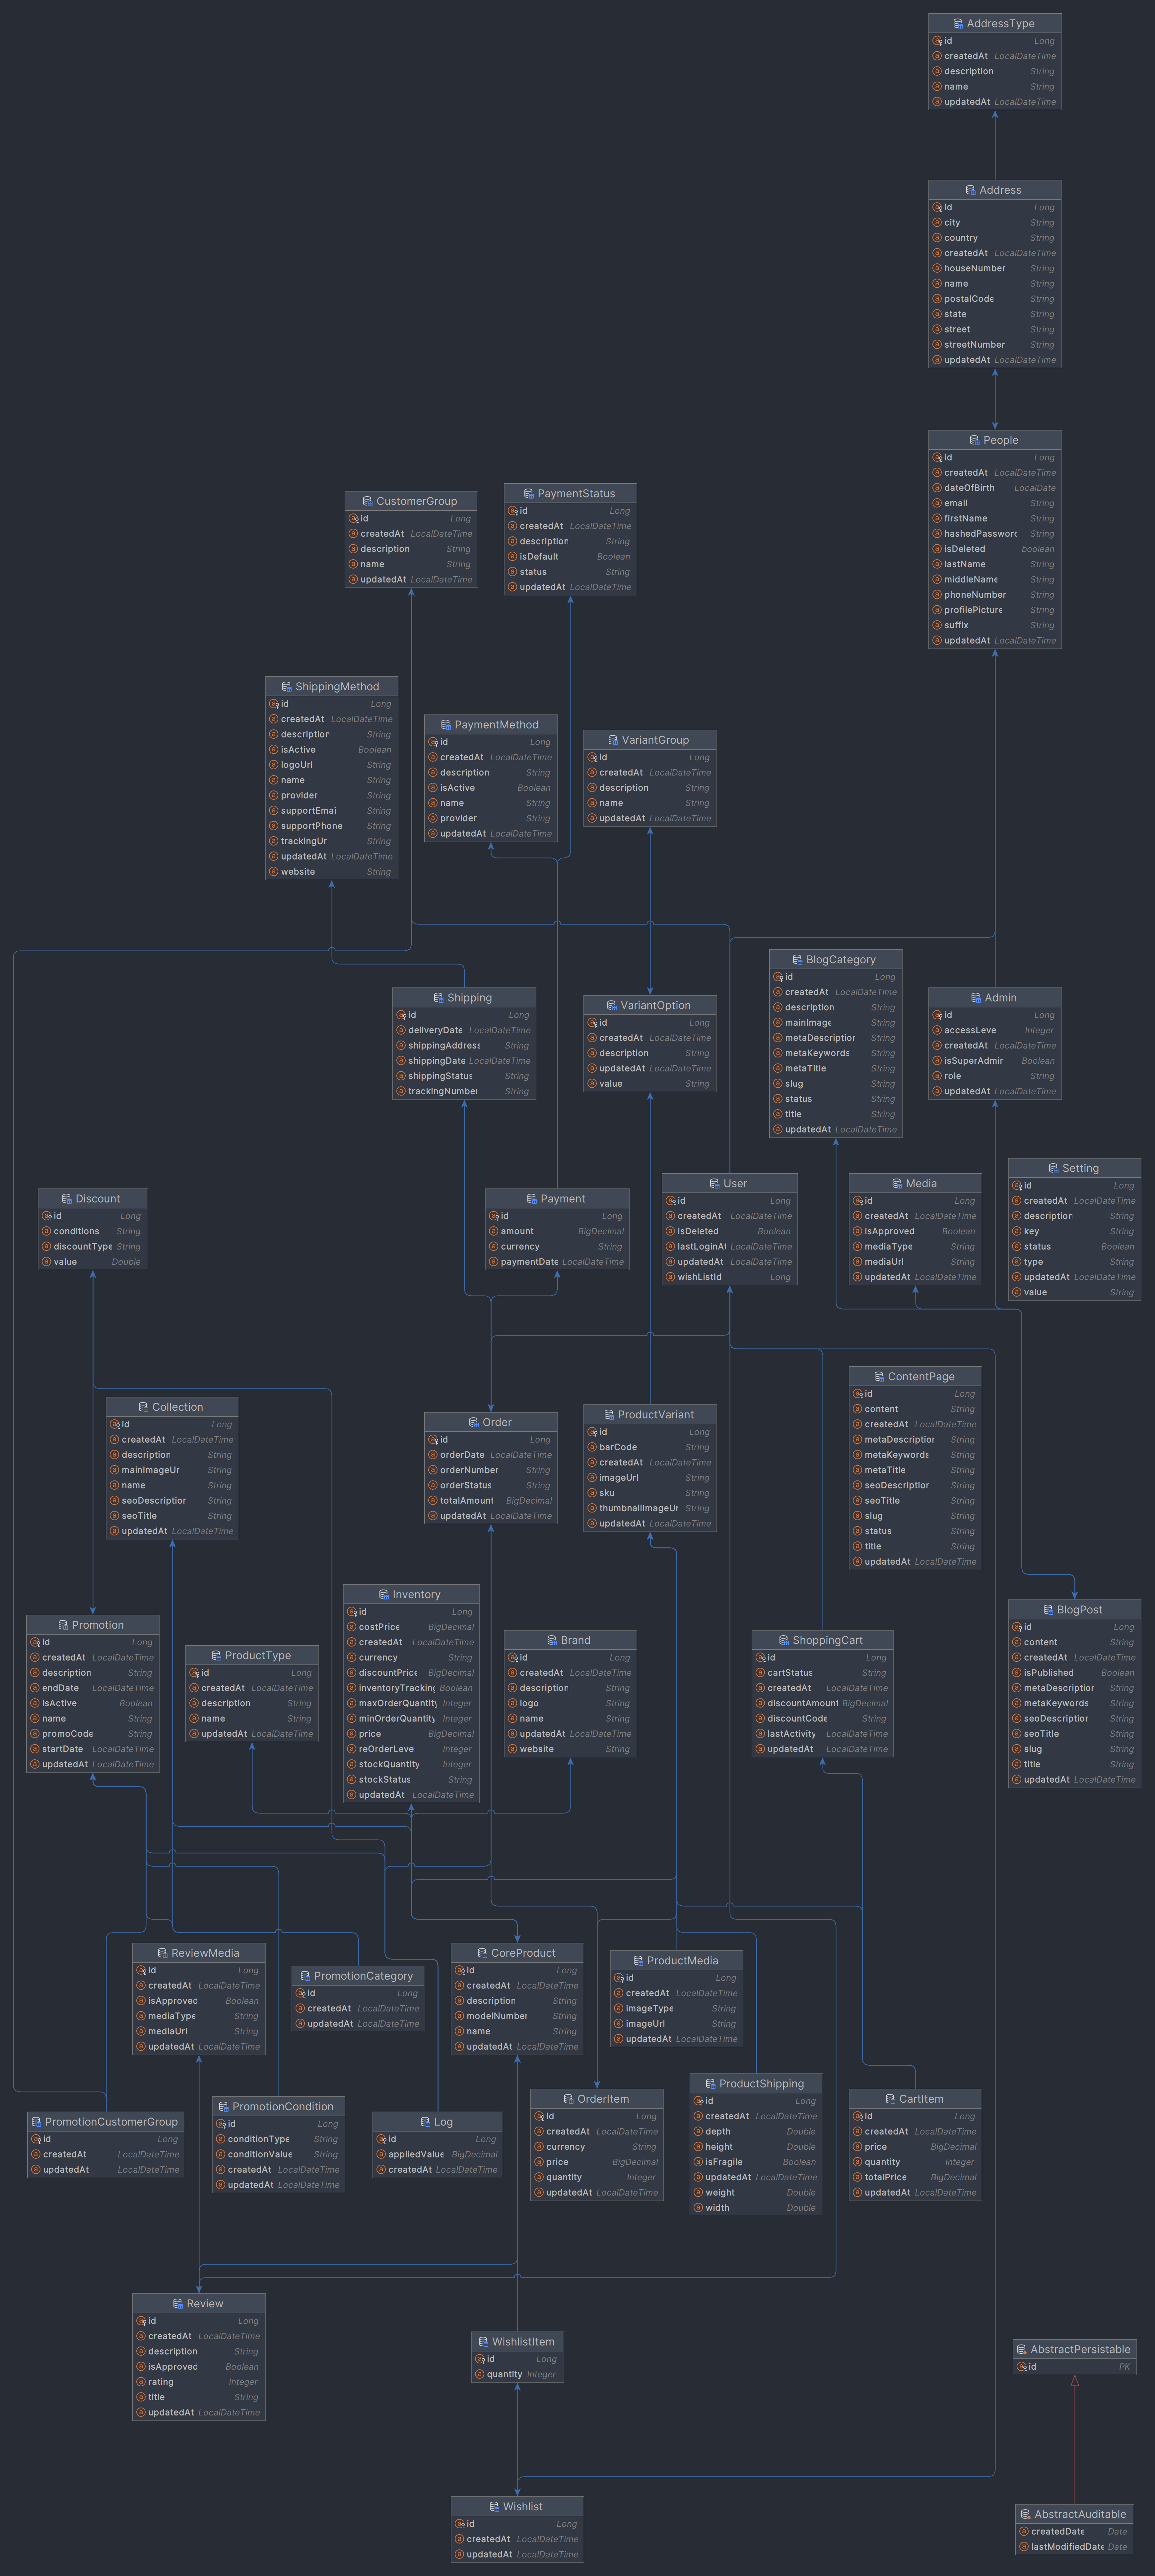 AddressType
id Long
createdAt LocalDateTime
description String
name String
updatedAt LocalDateTime
Address
id Long
city String
country String
createdAt LocalDateTime
houseNumber String
name String
postalCode String
state String
street String
streetNumber String
updatedAt LocalDateTime
People
id Long
createdAt LocalDateTime
dateOfBirth LocalDate
email String
firstName String
hashedPassword String
isDeleted boolean
lastName String
middleName String
phoneNumber String
profilePicture String
suffix String
updatedAt LocalDateTime
CustomerGroup
id Long
createdAt LocalDateTime
description String
name String
updatedAt LocalDateTime
PaymentStatus
id Long
createdAt LocalDateTime
description String
isDefault Boolean
status String
updatedAt LocalDateTime
ShippingMethod
id Long
createdAt LocalDateTime
description String
isActive Boolean
logoUrl String
name String
provider String
supportEmai String
supportPhone String
trackingUrl String
updatedAt LocalDateTime
website String
PaymentMethod
id Long
createdAt LocalDateTime
description String
isActive Boolean
name String
provider String
updatedAt LocalDateTime
VariantGroup
id Long
createdAt LocalDateTime
description String
name String
updatedAt LocalDateTime
BlogCategory
id Long
createdAt LocalDateTime
description String
mainImage String
metaDescription String
metaKeywords String
metaTitle String
slug String
status String
title String
updatedAt LocalDateTime
Shipping
id Long
deliveryDate LocalDateTime
shippingAddress String
shippingDate LocalDateTime
shippingStatus String
trackingNumber String
VariantOption
id Long
createdAt LocalDateTime
description String
updatedAt LocalDateTime
value String
Admin
id Long
accessLeve Integer
createdAt LocalDateTime
isSuperAdmin Boolean
role String
updatedAt LocalDateTime
Discount
id Long
conditions String
discountType String
value Double
Payment
id Long
amount BigDecimal
currency String
paymentDate LocalDateTime
User
id Long
createdAt LocalDateTime
isDeleted Boolean
lastLoginAt LocalDateTime
updatedAt LocalDateTime
wishListId Long
Media
id Long
createdAt LocalDateTime
isApproved Boolean
mediaType String
mediaUrl String
updatedAt LocalDateTime
Setting
id Long
createdAt LocalDateTime
description String
key String
status Boolean
type String
updatedAt LocalDateTime
value String
Collection
id Long
createdAt LocalDateTime
description String
mainImageUr String
name String
seoDescription String
seoTitle String
updatedAt LocalDateTime
Order
id Long
orderDate LocalDateTime
orderNumber String
orderStatus String
totalAmount BigDecimal
updatedAt LocalDateTime
ProductVariant
id Long
barCode String
createdAt LocalDateTime
imageUrl String
sku String
thumbnailImageUr String
updatedAt LocalDateTime
ContentPage
id Long
content String
createdAt LocalDateTime
metaDescription String
metaKeywords String
metaTitle String
seoDescription String
seoTitle String
slug String
status String
title String
updatedAt LocalDateTime
Promotion
id Long
createdAt LocalDateTime
description String
endDate LocalDateTime
isActive Boolean
name String
promoCode String
startDate LocalDateTime
updatedAt LocalDateTime
ProductType
id Long
createdAt LocalDateTime
description String
name String
updatedAt LocalDateTime
Inventory
id Long
costPrice BigDecimal
createdAt LocalDateTime
currency String
discountPrice BigDecimal
inventoryTracking Boolean
maxOrderQuantity Integer
minOrderQuantity Integer
price BigDecimal
reOrderLevel Integer
stockQuantity Integer
stockStatus String
updatedAt LocalDateTime
Brand
id Long
createdAt LocalDateTime
description String
logo String
name String
updatedAt LocalDateTime
website String
ShoppingCart
id Long
cartStatus String
createdAt LocalDateTime
discountAmount BigDecimal
discountCode String
lastActivity LocalDateTime
updatedAt LocalDateTime
BlogPost
id Long
content String
createdAt LocalDateTime
isPublished Boolean
metaDescription String
metaKeywords String
seoDescription String
seoTitle String
slug String
title String
updatedAt LocalDateTime
ReviewMedia
id Long
createdAt LocalDateTime
isApproved Boolean
mediaType String
mediaUrl String
updatedAt LocalDateTime
PromotionCategory
id Long
createdAt LocalDateTime
updatedAt LocalDateTime
CoreProduct
id Long
createdAt LocalDateTime
description String
modelNumber String
name String
updatedAt LocalDateTime
ProductMedia
id Long
createdAt LocalDateTime
imageType String
imageUrl String
updatedAt LocalDateTime
PromotionCustomerGroup
id Long
createdAt LocalDateTime
updatedAt LocalDateTime
PromotionCondition
id Long
conditionType String
conditionValue String
createdAt LocalDateTime
updatedAt LocalDateTime
Log
id Long
appliedValue BigDecimal
createdAt LocalDateTime
OrderItem
id Long
createdAt LocalDateTime
currency String
price BigDecimal
quantity Integer
updatedAt LocalDateTime
ProductShipping
id Long
createdAt LocalDateTime
depth Double
height Double
isFragile Boolean
updatedAt LocalDateTime
weight Double
width Double
CartItem
id Long
createdAt LocalDateTime
price BigDecimal
quantity Integer
totalPrice BigDecimal
updatedAt LocalDateTime
Review
id Long
createdAt LocalDateTime
description String
isApproved Boolean
rating Integer
title String
updatedAt LocalDateTime
WishlistItem
id Long
quantity Integer
AbstractPersistable
id PK
Wishlist
id Long
createdAt LocalDateTime
updatedAt LocalDateTime
AbstractAuditable
createdDate Date
lastModifiedDate Date